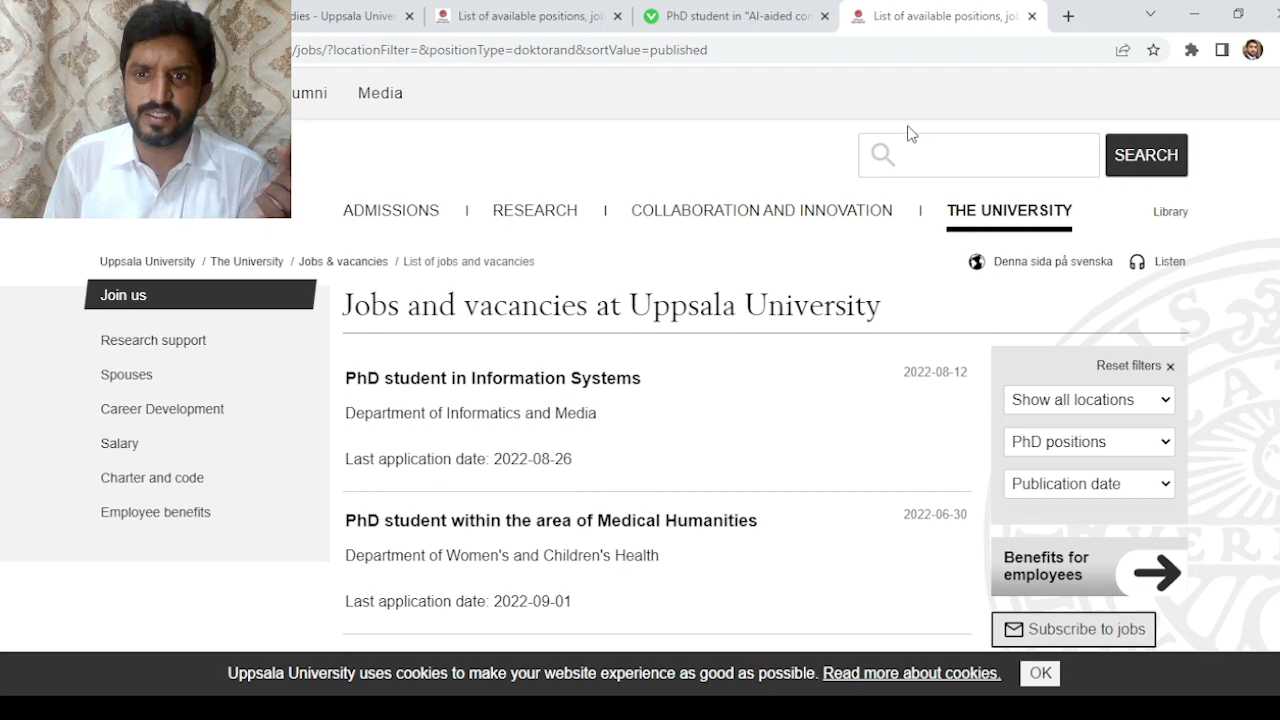 dies - Uppsala Univer
List of available positions, jo
PhD student in "AI-aided cor
List of available positions, jo
/jobs/?locationFilter=&positionType=doktorand&sortValue=published
umni
Media
SEARCH
ADMISSIONS
RESEARCH
COLLABORATION AND INNOVATION
THE UNIVERSITY
Library
Uppsala University / The University / Jobs & vacancies / List of jobs and vacancies
Denna sida på svenska
Listen
Join us
Research support
Spouses
Career Development
Salary
Charter and code
Employee benefits
Jobs and vacancies at Uppsala University
PhD student in Information Systems
2022-08-12
Department of Informatics and Media
Last application date: 2022-08-26
PhD student within the area of Medical Humanities
2022-06-30
Department of Women's and Children's Health
Last application date: 2022-09-01
Reset filters ×
Show all locations
PhD positions
Publication date
Benefits for
employees
Subscribe to jobs
Uppsala University uses cookies to make your website experience as good as possible. Read more about cookies.
OK